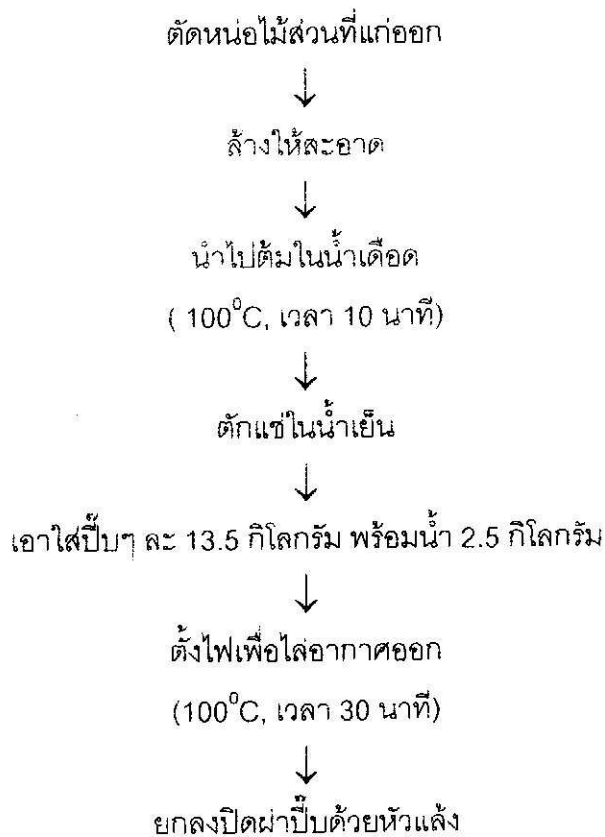 ตัดหน่อไม้ส่วนที่แก่ออก
↓
ล้างให้สะอาด
↓
นำไปต้มในน้ำเดือด
( 100⁰C, เวลา 10 นาที)
↓
ตักแช่ในน้ำเย็น
↓
เอาใส่ปี๊บๆ ละ 13.5 กิโลกรัม พร้อมน้ำ 2.5 กิโลกรัม
↓
ตั้งไฟเพื่อไล่อากาศออก
(100⁰C, เวลา 30 นาที)
↓
ยกลงปิดฝาปี๊บด้วยหัวแล้ง